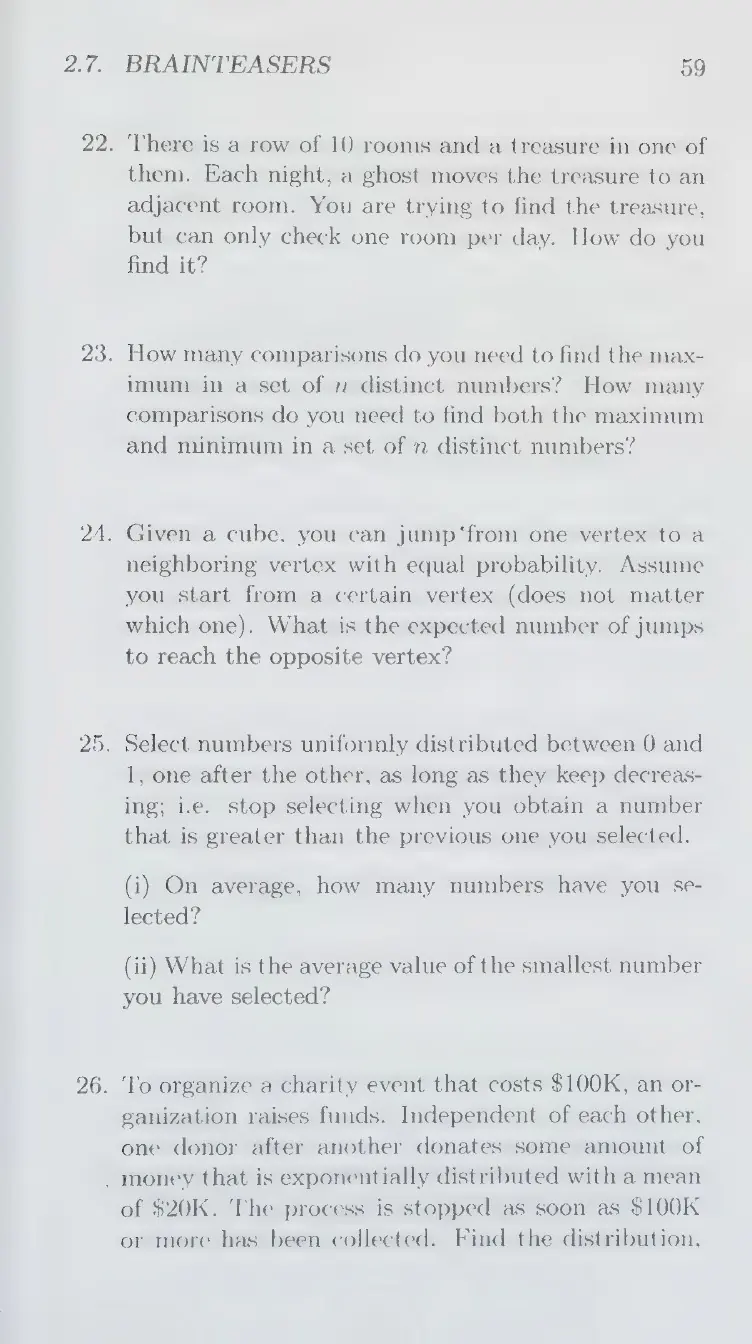 2.7. BRAINTEASERS 59
22. There is a row of 10 rooms and a treasure in one of
them. Each night, a ghost moves the treasure to an
adjacent room. You are trying to find the treasure,
but can only check one room per day. How do you
find it?
23. How many comparisons do you need to find the max-
imum in a set of n distinct numbers? How many
comparisons do you need to find both the maximum
and minimum in a set of n distinct numbers?
24. Given a cube, you can jump from one vertex to a
neighboring vertex with equal probability. Assume
you start from a certain vertex (does not matter
which one). What is the expected number of jumps
to reach the opposite vertex?
25. Select numbers uniformly distributed between 0 and
1, one after the other, as long as they keep decreas-
ing; i.e. stop selecting when you obtain a number
that is greater than the previous one you selected.
(i) On average, how many numbers have you se-
lected?
(ii) What is the average value of the smallest number
you have selected?
26. To organize a charity event that costs $100K, an or-
ganization raises funds. Independent of each other,
one donor after another donates some amount of
money that is exponentially distributed with a mean
of $20K. The process is stopped as soon as $100K
or more has been collected. Find the distribution,